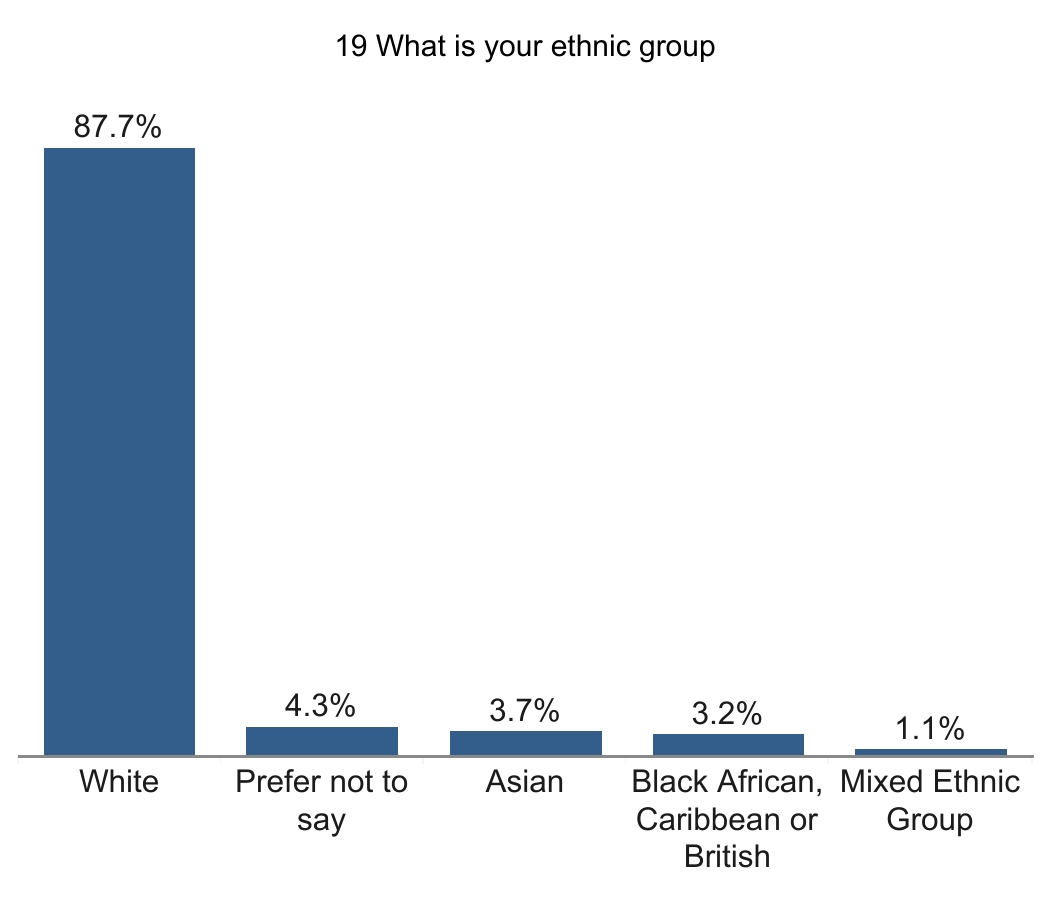 19 What is your ethnic group
87.7%
4.3%
3.7%
3.2%
1.1%
White
Prefer not to
say
Asian
Black African,
Caribbean or
British
Mixed Ethnic
Group